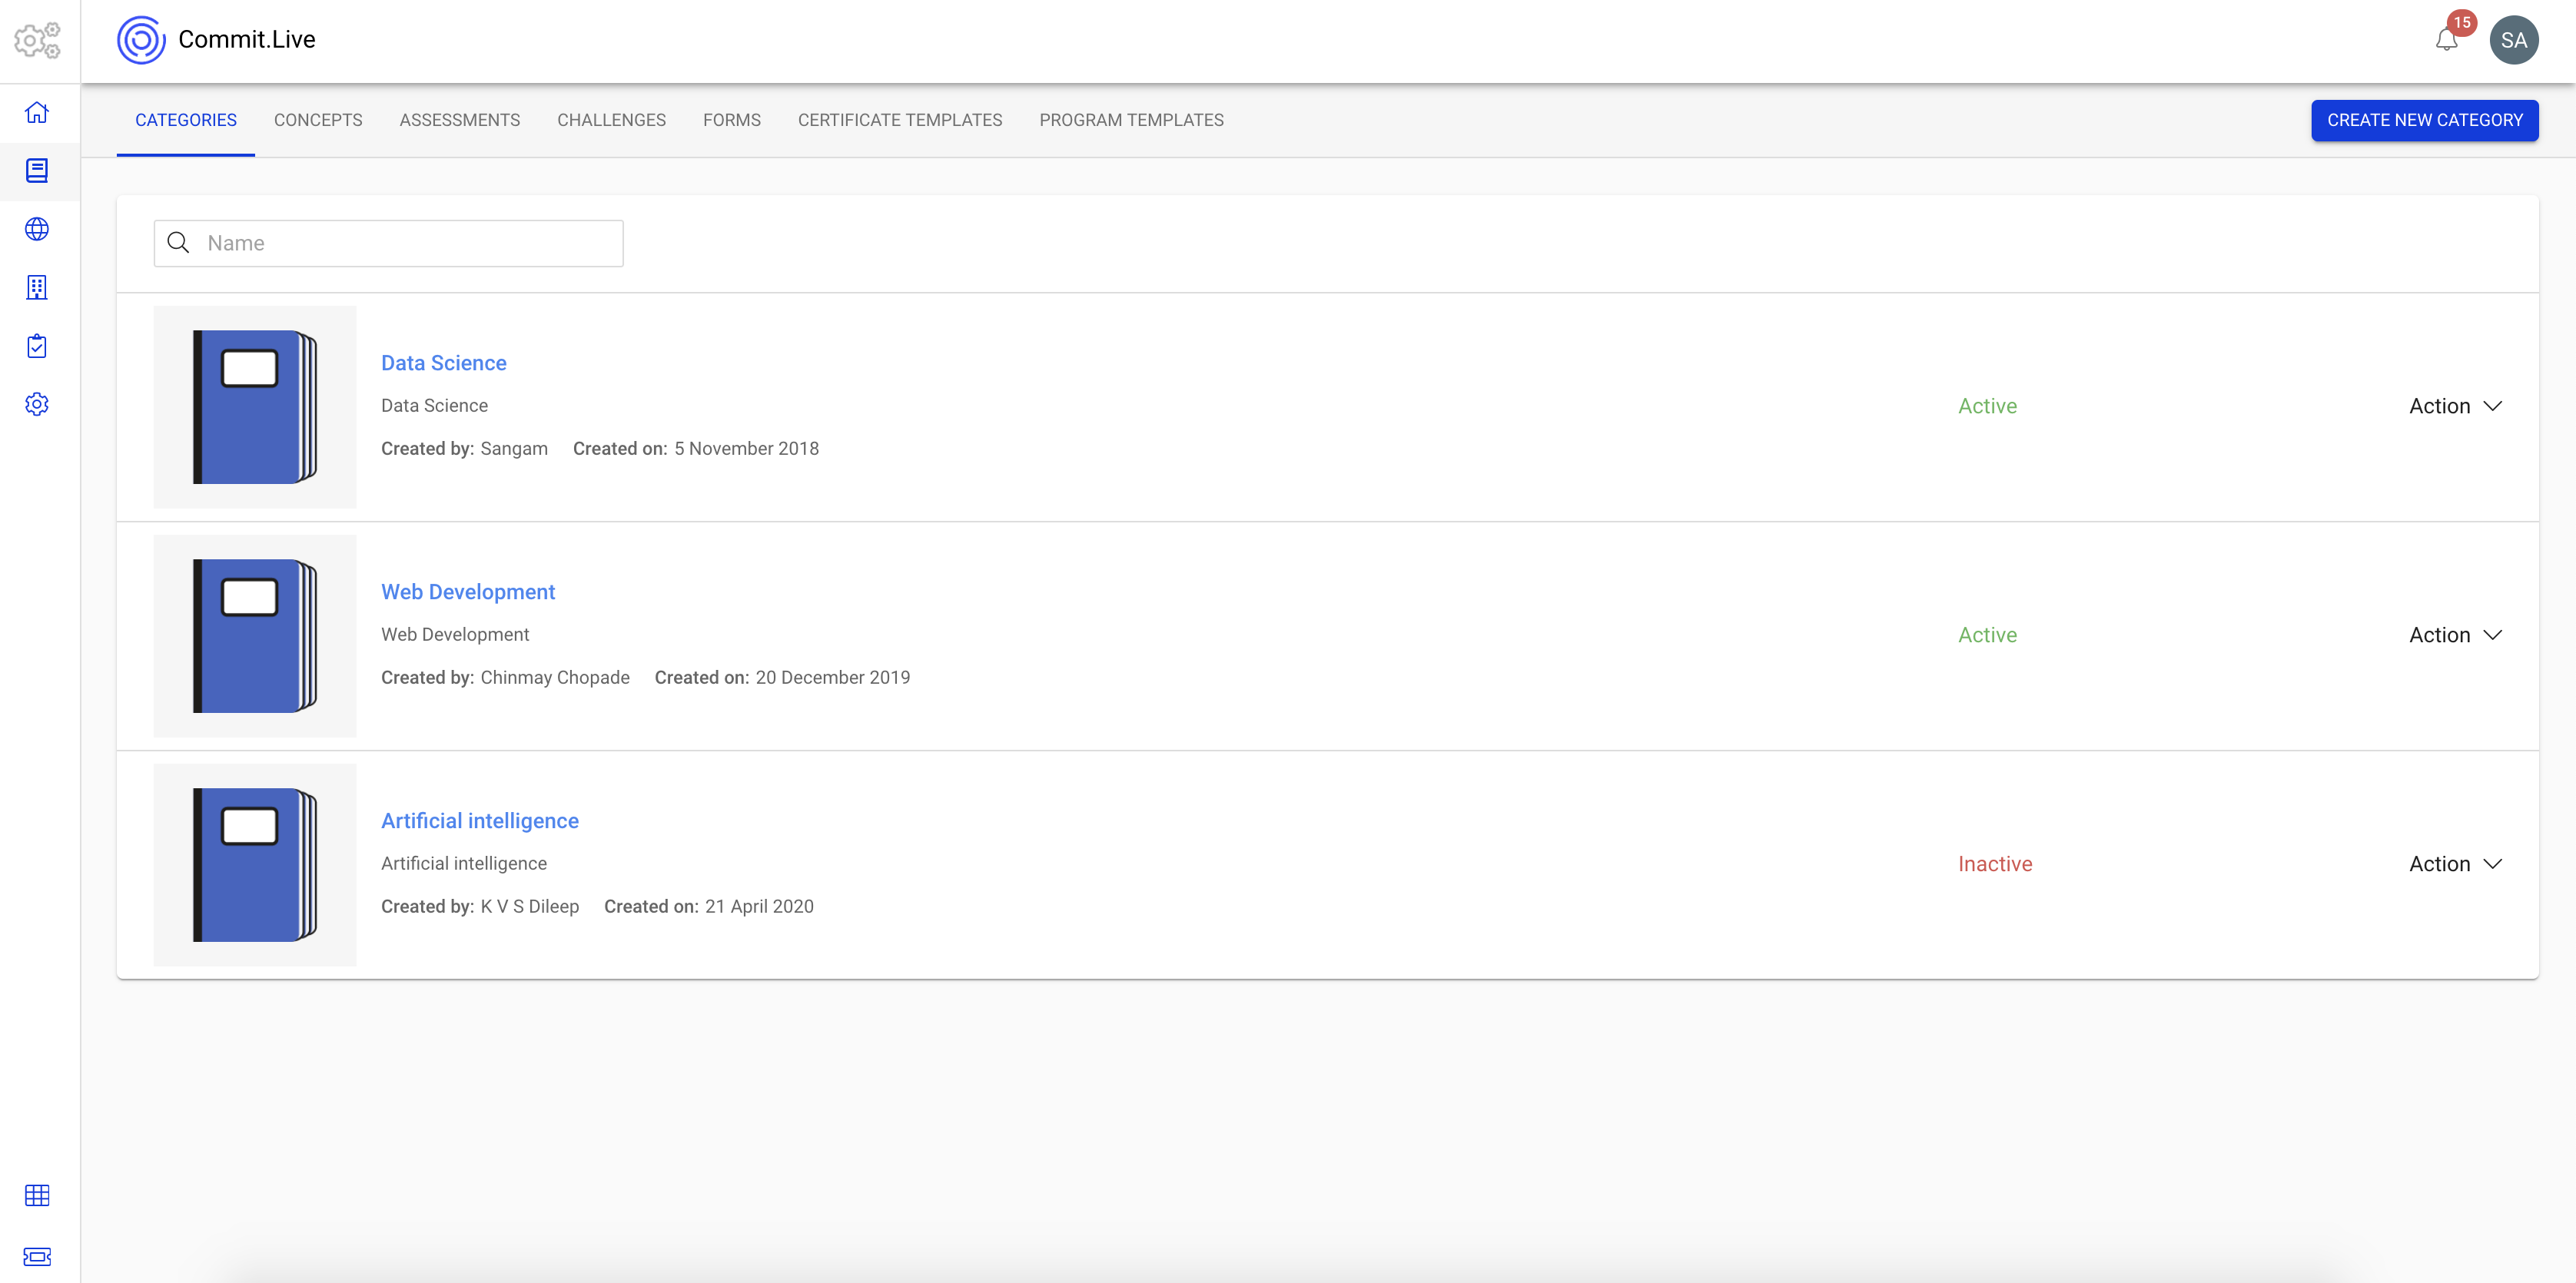 Commit.Live
15
SA
CATEGORIES CONCEPTS ASSESSMENTS CHALLENGES FORMS CERTIFICATE TEMPLATES PROGRAM TEMPLATES CREATE NEW CATEGORY
Name
Data Science
Data Science
Created by: Sangam Created on: 5 November 2018
Active
Action
Web Development
Web Development
Created by: Chinmay Chopade Created on: 20 December 2019
Active
Action
Artificial intelligence
Artificial intelligence
Created by: K V S Dileep Created on: 21 April 2020
Inactive
Action